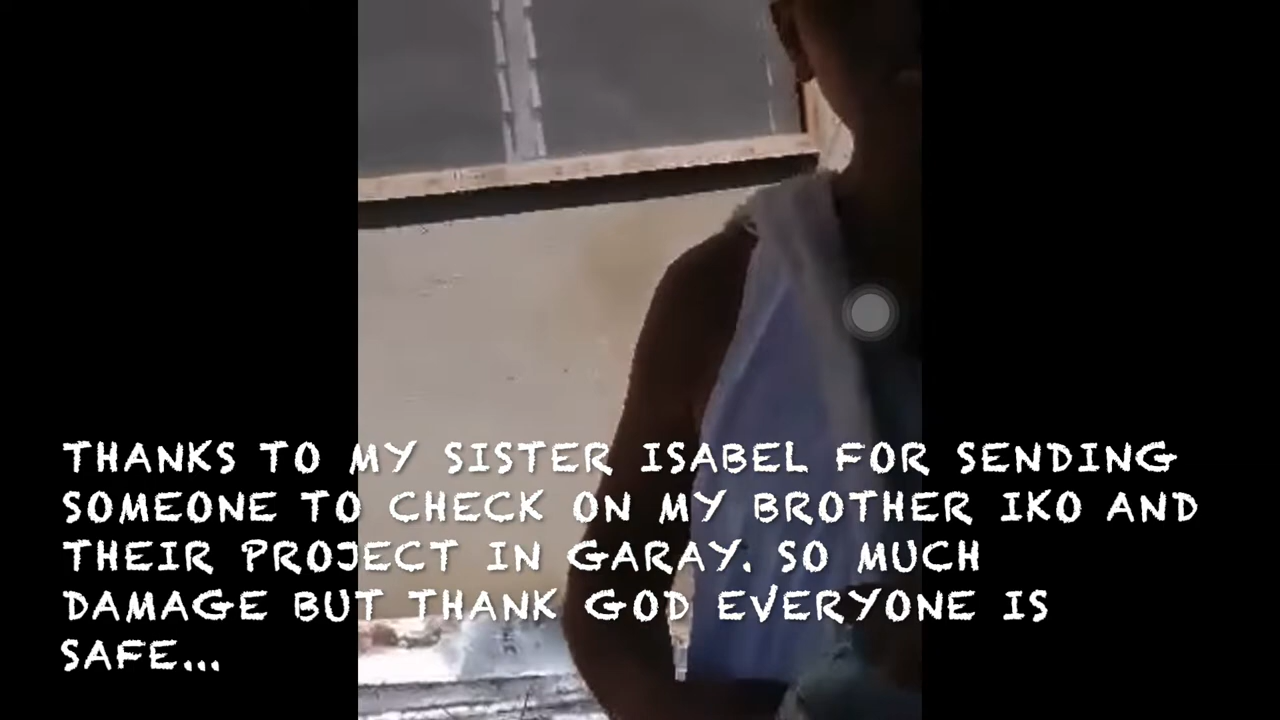 THANKS TO MY SISTER ISABEL FOR SENDING
SOMEONE TO CHECK ON MY BROTHER IKO AND
THEIR PROJECT IN GARAY. SO MUCH
DAMAGE BUT THANK GOD EVERYONE IS
SAFE...